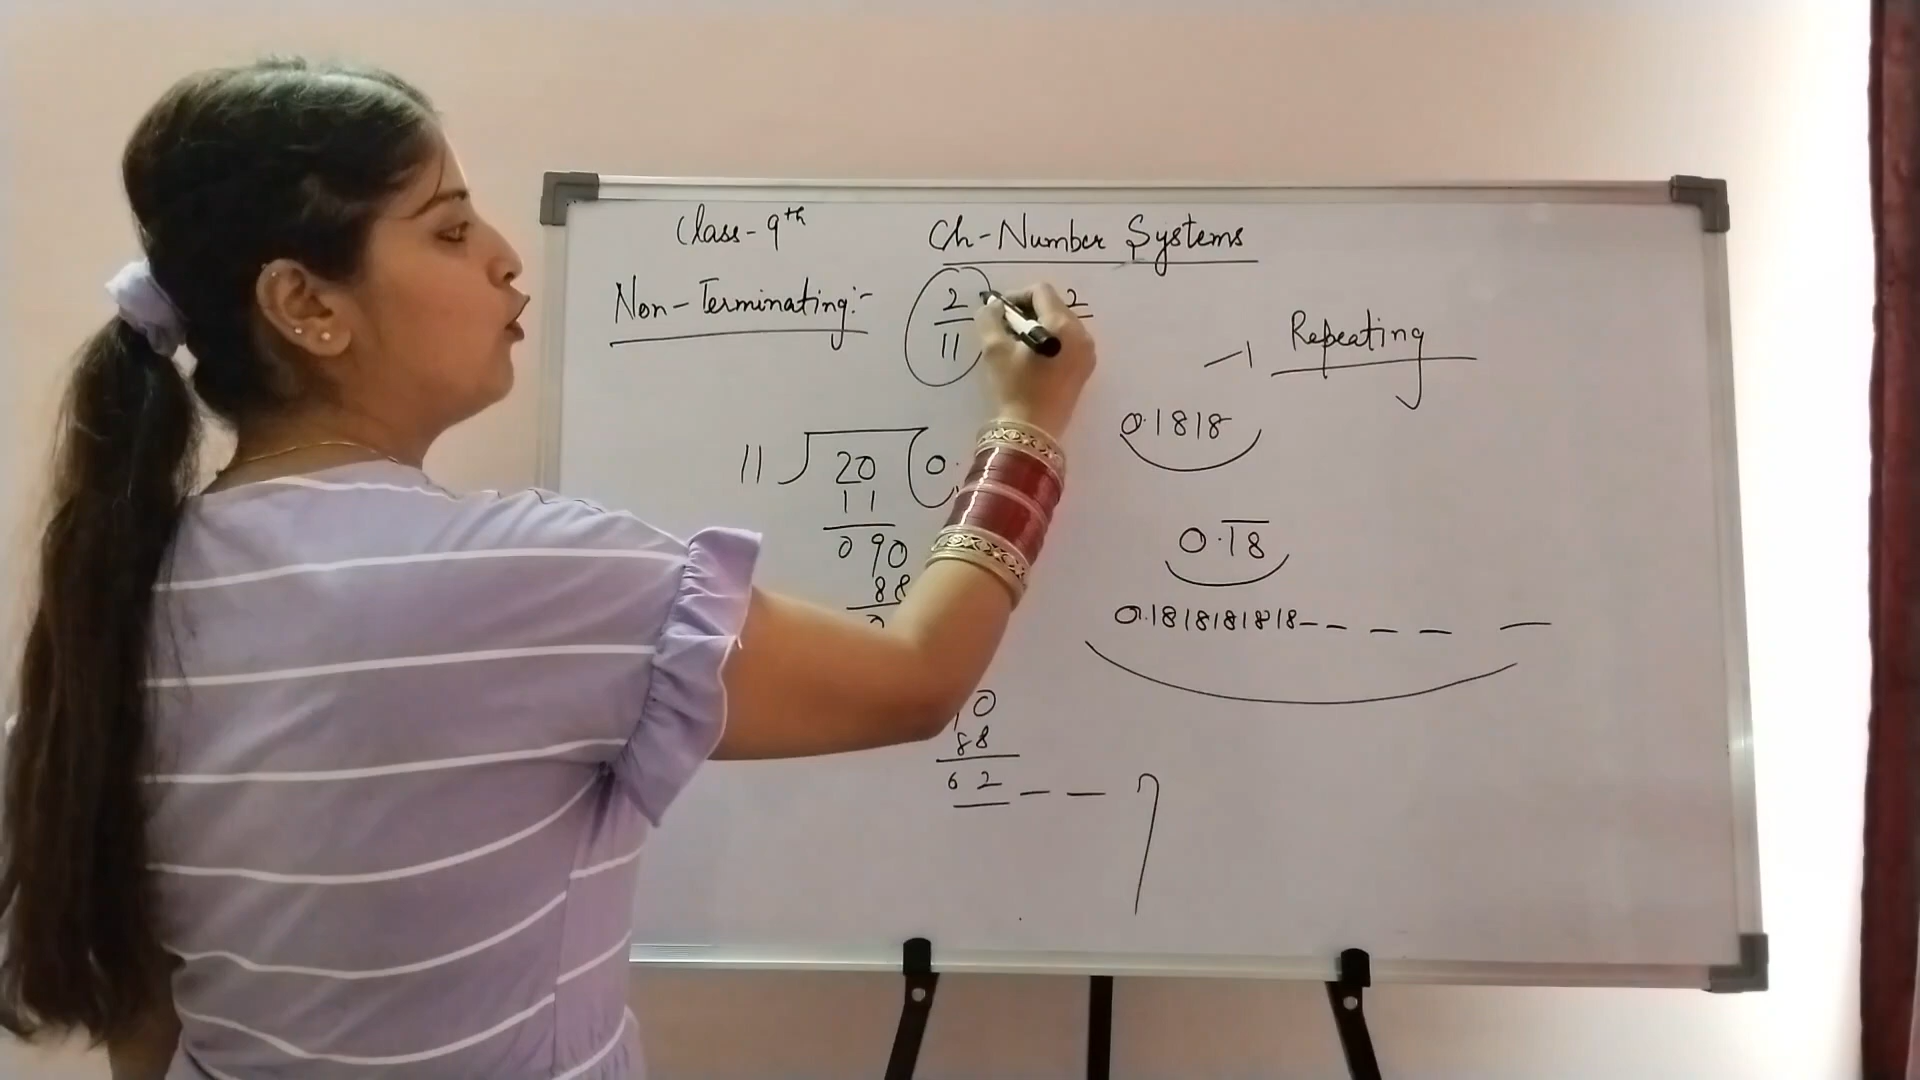 Class-9th
Ch-Number Systems
Non-Terminating:-
2
11
2
Repeating
0.1818
11 20 0.
11
0 90
88
0.18
0.1818181818-- - - -
0
88
62 - -